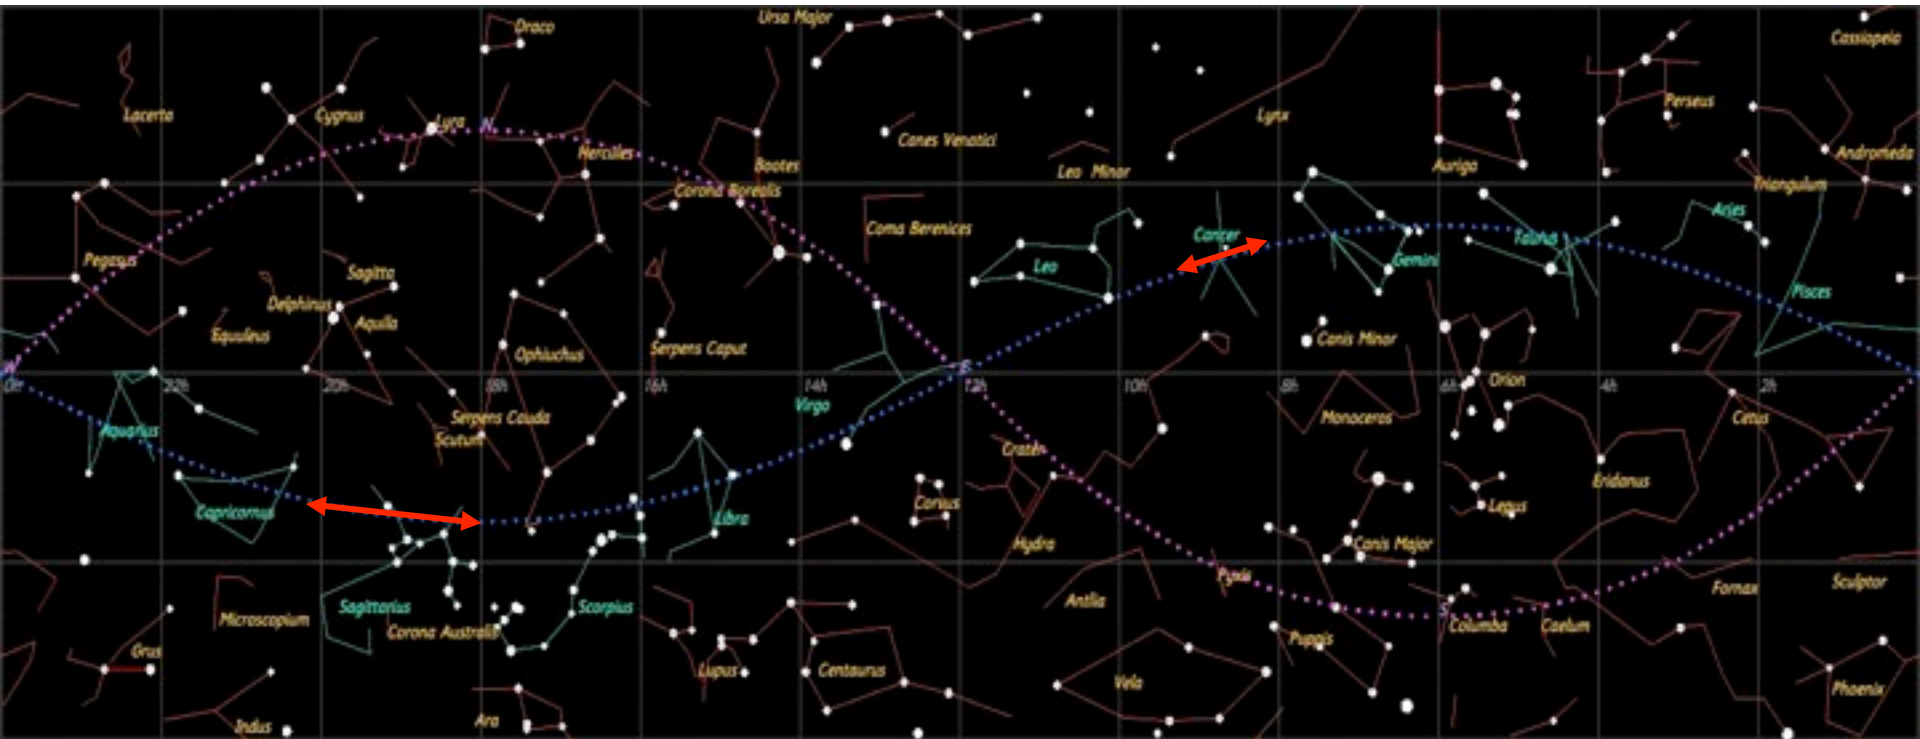 Draco
Ursa Major
Cassiopeia
Lacerta
Cygnus
Lyra
N
Hercules
Bootes
Canes Venatici
Lynx
Perseus
Leo Minor
Auriga
Andromeda
Corona Borealis
Triangulum
Coma Berenices
Cancer
Taurus
Aries
Pegasus
Sagitta
Leo
Gemini
Pisces
Delphinus
Aquila
Equuleus
Ophiuchus
Serpens Caput
Canis Minor
W
E
0h
22h
20h
18h
16h
14h
12h
10h
8h
6h
4h
2h
Orion
Virgo
Aquarius
Serpens Cauda
Scutum
Monoceros
Cetus
Crater
Capricornus
Libra
Corvus
Lepus
Eridanus
Hydra
Canis Major
Pyxis
Fornax
Sculptor
Microscopium
Sagittarius
Corona Australis
Scorpius
Antlia
S
Columba
Caelum
Grus
Lupus
Centaurus
Puppis
Vela
Phoenix
Indus
Ara